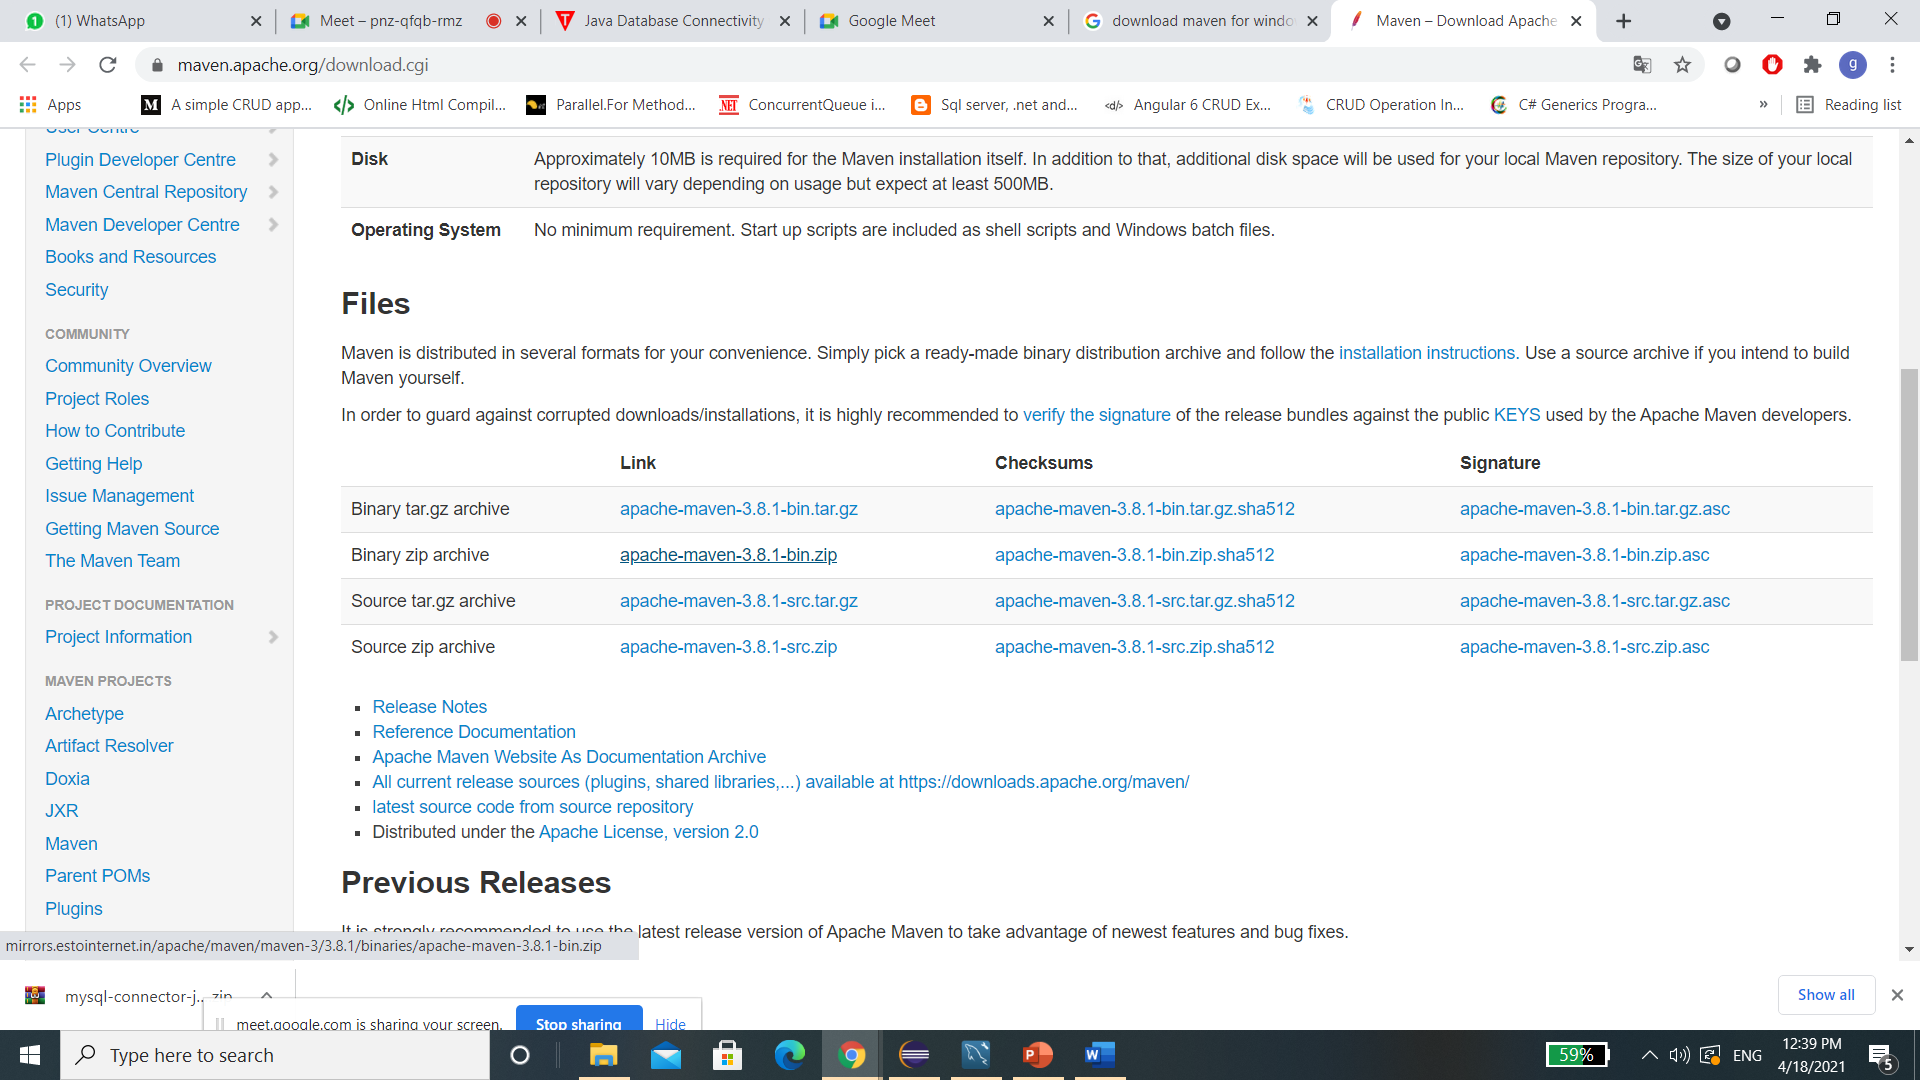 (1) WhatsApp
Meet – pnz-qfqb-rmz
Java Database Connectivity
Google Meet
download maven for windo
Maven – Download Apache
maven.apache.org/download.cgi
g
Apps
M A simple CRUD app...
Online Html Compil...
Parallel.For Method...
.NET ConcurrentQueue i...
Sql server, .net and...
Angular 6 CRUD Ex...
CRUD Operation In...
C# Generics Progra...
»
Reading list
User Centre
Plugin Developer Centre
Maven Central Repository
Maven Developer Centre
Books and Resources
Security
COMMUNITY
Community Overview
Project Roles
How to Contribute
Getting Help
Issue Management
Getting Maven Source
The Maven Team
PROJECT DOCUMENTATION
Project Information
MAVEN PROJECTS
Archetype
Artifact Resolver
Doxia
JXR
Maven
Parent POMs
Plugins
Disk Approximately 10MB is required for the Maven installation itself. In addition to that, additional disk space will be used for your local Maven repository. The size of your local
repository will vary depending on usage but expect at least 500MB.
Operating System No minimum requirement. Start up scripts are included as shell scripts and Windows batch files.
Files
Maven is distributed in several formats for your convenience. Simply pick a ready-made binary distribution archive and follow the installation instructions. Use a source archive if you intend to build
Maven yourself.
In order to guard against corrupted downloads/installations, it is highly recommended to verify the signature of the release bundles against the public KEYS used by the Apache Maven developers.
Link Checksums Signature
Binary tar.gz archive apache-maven-3.8.1-bin.tar.gz apache-maven-3.8.1-bin.tar.gz.sha512 apache-maven-3.8.1-bin.tar.gz.asc
Binary zip archive apache-maven-3.8.1-bin.zip apache-maven-3.8.1-bin.zip.sha512 apache-maven-3.8.1-bin.zip.asc
Source tar.gz archive apache-maven-3.8.1-src.tar.gz apache-maven-3.8.1-src.tar.gz.sha512 apache-maven-3.8.1-src.tar.gz.asc
Source zip archive apache-maven-3.8.1-src.zip apache-maven-3.8.1-src.zip.sha512 apache-maven-3.8.1-src.zip.asc
Release Notes
Reference Documentation
Apache Maven Website As Documentation Archive
All current release sources (plugins, shared libraries,...) available at https://downloads.apache.org/maven/
latest source code from source repository
Distributed under the Apache License, version 2.0
Previous Releases
It is strongly recommended to use the latest release version of Apache Maven to take advantage of newest features and bug fixes.
mirrors.estointernet.in/apache/maven/maven-3/3.8.1/binaries/apache-maven-3.8.1-bin.zip
mysql-connector-j....zip
Show all
meet.google.com is sharing your screen.
Stop sharing
Hide
Type here to search
59%
ENG
12:39 PM
4/18/2021
5